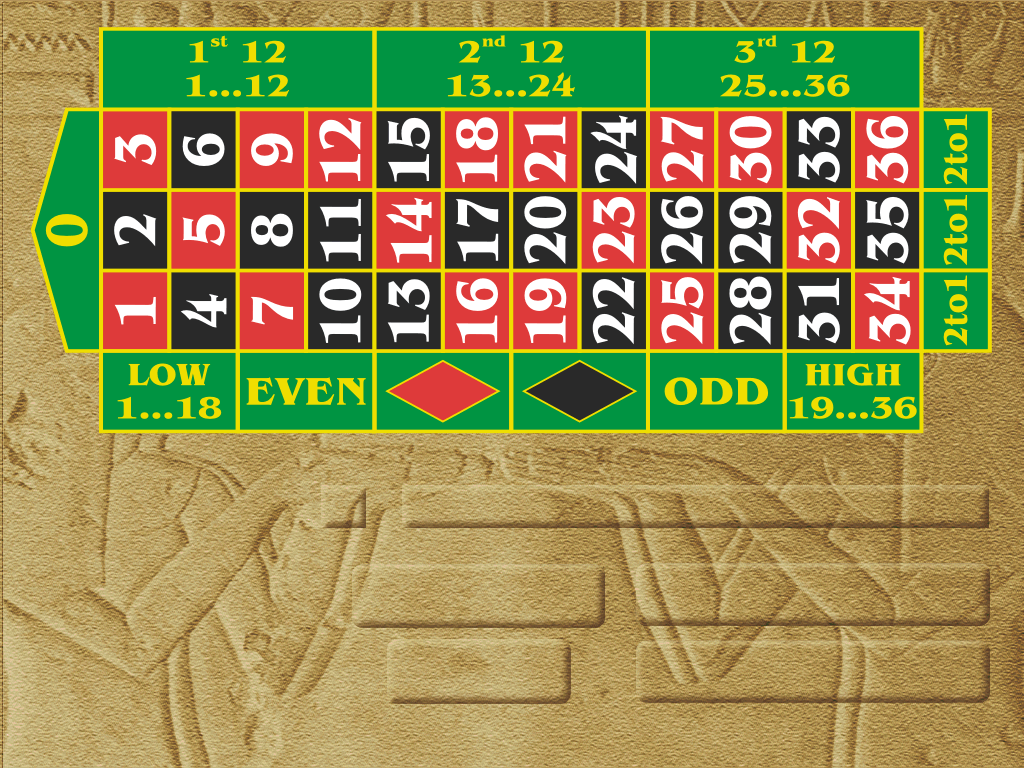 1st 12
1...12
2nd 12
13...24
3rd 12
25...36
0
3 6 9 12 15 18 21 24 27 30 33 36 2to1
2 5 8 11 14 17 20 23 26 29 32 35 2to1
1 4 7 10 13 16 19 22 25 28 31 34 2to1
LOW
1...18
EVEN
ODD
HIGH
19...36